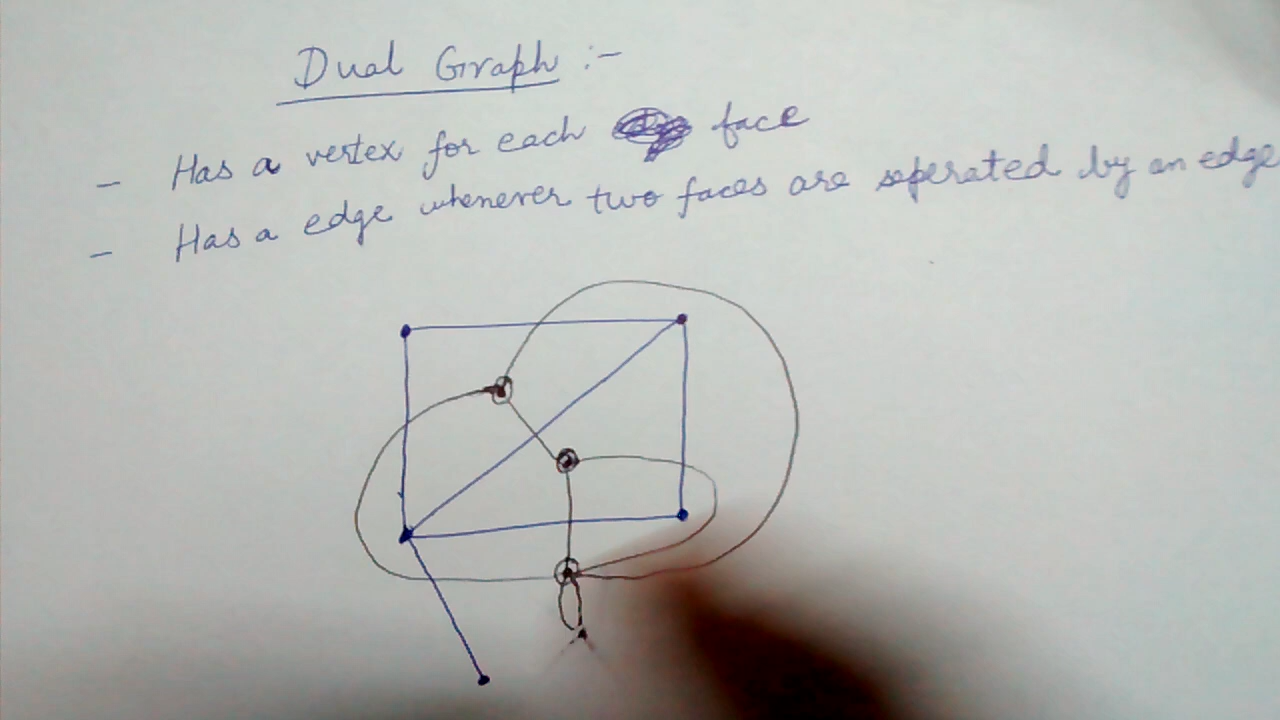 Dual Graph :-
- Has a vertex for each face
- Has a edge whenever two faces are seperated by an edge